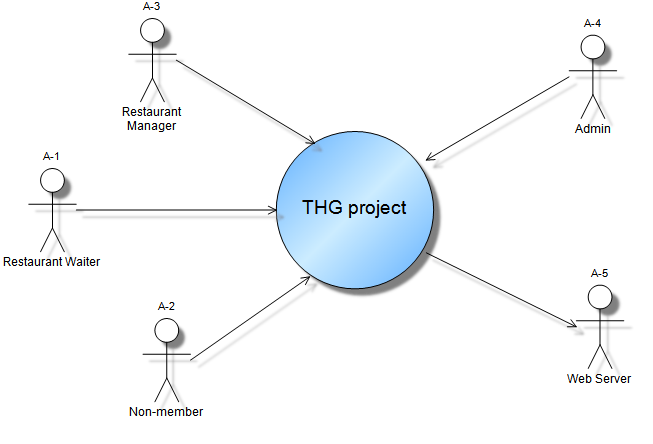 A-3
Restaurant
Manager
A-4
Admin
A-1
Restaurant Waiter
THG project
A-2
Non-member
A-5
Web Server